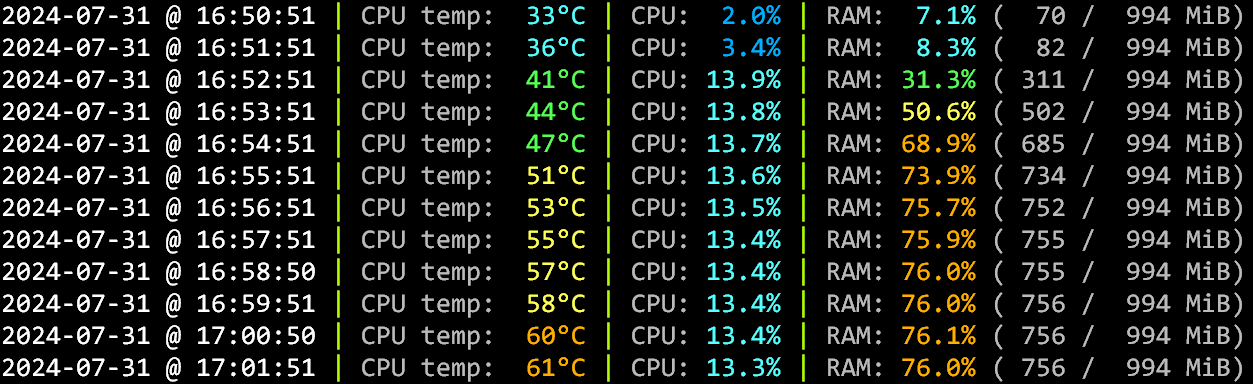 2024-07-31 @ 16:50:51 | CPU temp:  33°C | CPU:  2.0% | RAM:  7.1% (  70 /  994 MiB)
2024-07-31 @ 16:51:51 | CPU temp:  36°C | CPU:  3.4% | RAM:  8.3% (  82 /  994 MiB)
2024-07-31 @ 16:52:51 | CPU temp:  41°C | CPU: 13.9% | RAM: 31.3% ( 311 /  994 MiB)
2024-07-31 @ 16:53:51 | CPU temp:  44°C | CPU: 13.8% | RAM: 50.6% ( 502 /  994 MiB)
2024-07-31 @ 16:54:51 | CPU temp:  47°C | CPU: 13.7% | RAM: 68.9% ( 685 /  994 MiB)
2024-07-31 @ 16:55:51 | CPU temp:  51°C | CPU: 13.6% | RAM: 73.9% ( 734 /  994 MiB)
2024-07-31 @ 16:56:51 | CPU temp:  53°C | CPU: 13.5% | RAM: 75.7% ( 752 /  994 MiB)
2024-07-31 @ 16:57:51 | CPU temp:  55°C | CPU: 13.4% | RAM: 75.9% ( 755 /  994 MiB)
2024-07-31 @ 16:58:50 | CPU temp:  57°C | CPU: 13.4% | RAM: 76.0% ( 755 /  994 MiB)
2024-07-31 @ 16:59:51 | CPU temp:  58°C | CPU: 13.4% | RAM: 76.0% ( 756 /  994 MiB)
2024-07-31 @ 17:00:50 | CPU temp:  60°C | CPU: 13.4% | RAM: 76.1% ( 756 /  994 MiB)
2024-07-31 @ 17:01:51 | CPU temp:  61°C | CPU: 13.3% | RAM: 76.0% ( 756 /  994 MiB)